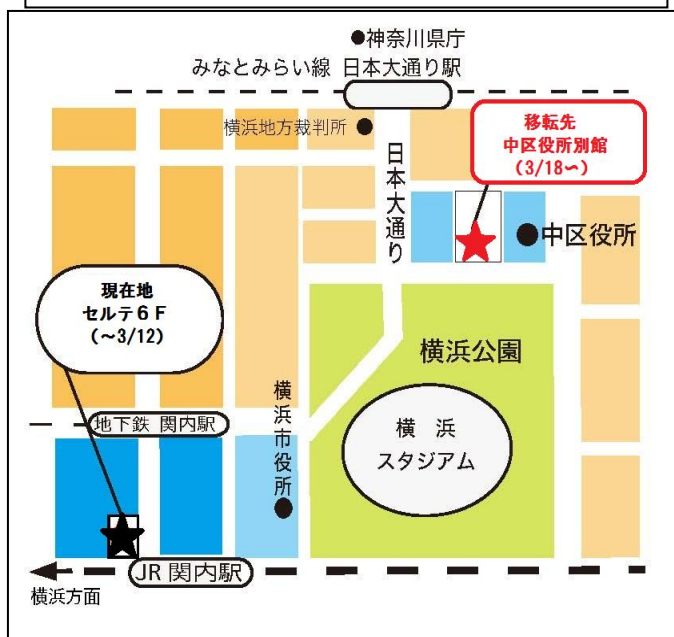 ●神奈川県庁
みなとみらい線 日本大通り駅
横浜地方裁判所
移転先
中区役所別館
(3/18～)
日本大通り
中区役所
現在地
セルテ６Ｆ
(～3/12)
横浜公園
地下鉄 関内駅
横浜市役所
横 浜
スタジアム
JR 関内駅
横浜方面